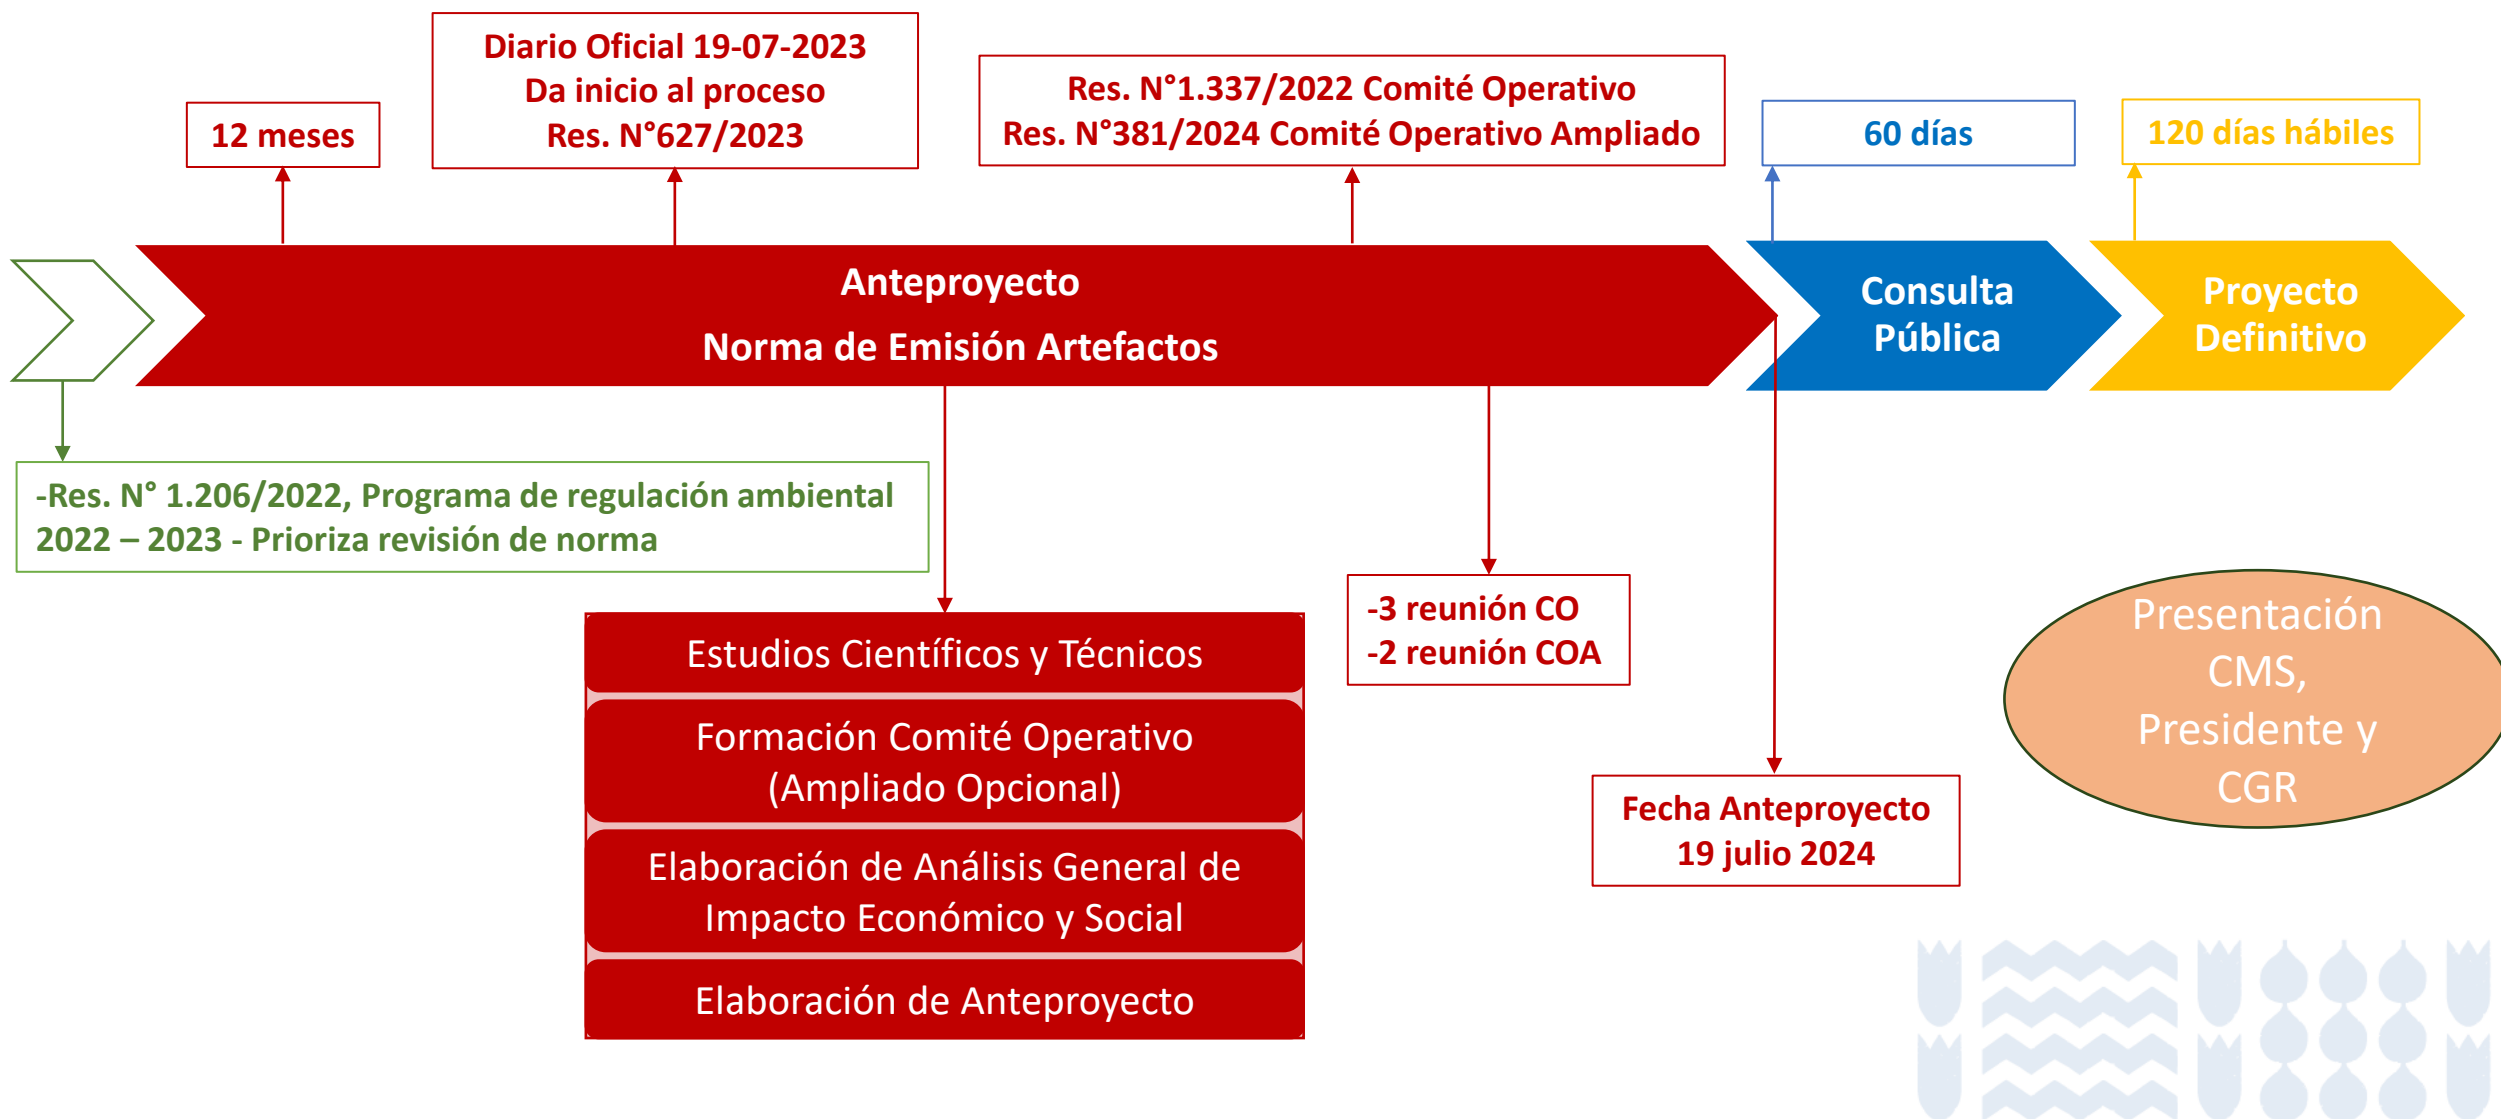 Diario Oficial 19-07-2023
Da inicio al proceso
Res. N°627/2023
12 meses
Res. N°1.337/2022 Comité Operativo
Res. N°381/2024 Comité Operativo Ampliado
60 días
120 días hábiles
Anteproyecto
Norma de Emisión Artefactos
Consulta
Pública
Proyecto
Definitivo
-Res. N° 1.206/2022, Programa de regulación ambiental
2022 – 2023 - Prioriza revisión de norma
Estudios Científicos y Técnicos
Formación Comité Operativo
(Ampliado Opcional)
Elaboración de Análisis General de
Impacto Económico y Social
Elaboración de Anteproyecto
-3 reunión CO
-2 reunión COA
Fecha Anteproyecto
19 julio 2024
Presentación
CMS,
Presidente y
CGR